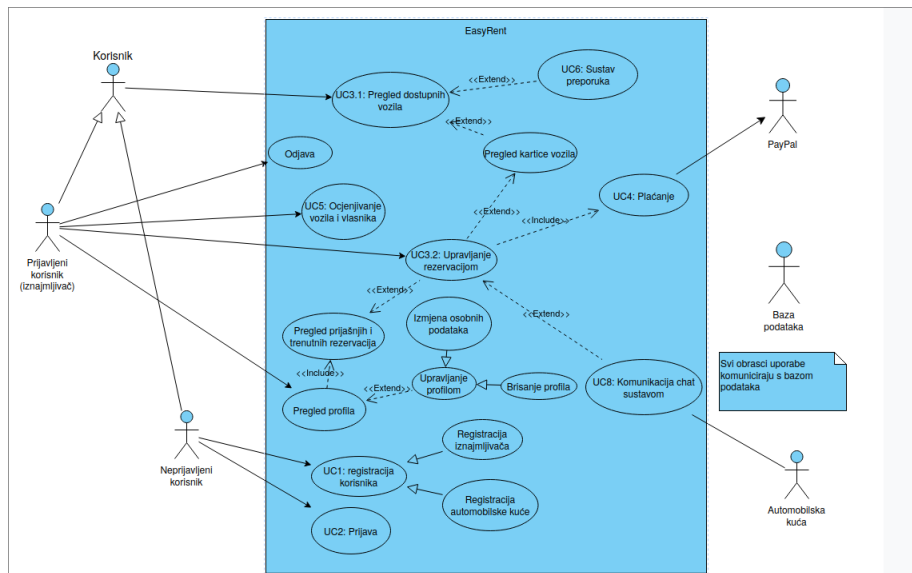 EasyRent
Korisnik
UC6: Sustav
preporuka
<<Extend>>
UC3.1: Pregled dostupnih
vozila
<<Extend>>
PayPal
Odjava
Pregled kartice vozila
UC4: Plaćanje
UC5: Ocjenjivanje
vozila i vlasnika
<<Extend>>
<<Include>>
Prijavljeni
korisnik
(iznajmljivač)
UC3.2: Upravljanje
rezervacijom
<<Extend>>
<<Extend>>
Izmjena osobnih
podataka
Baza
podataka
Pregled prijašnjih i
trenutnih rezervacija
Svi obrasci uporabe
komuniciraju s bazom
podataka
<<Include>>
Upravljanje
profilom
<<Extend>>
Brisanje profila
UC8: Komunikacija chat
sustavom
Pregled profila
Registracija
iznajmljivača
Neprijavljeni
korisnik
UC1: registracija
korisnika
Registracija
automobilske kuće
Automobilska
kuća
UC2: Prijava